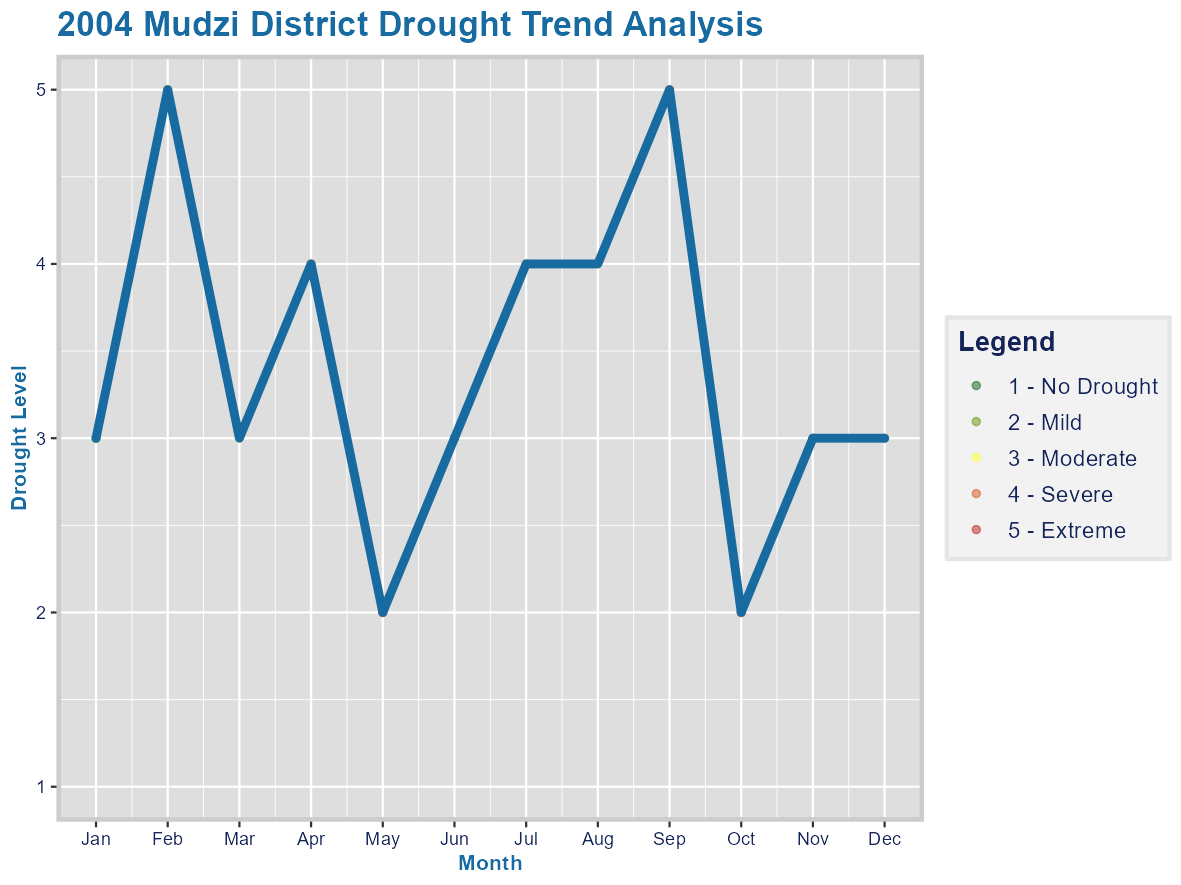 2004 Mudzi District Drought Trend Analysis
Drought Level
5
4
3
2
1
Jan Feb Mar Apr May Jun Jul Aug Sep Oct Nov Dec
Month
Legend
1 - No Drought
2 - Mild
3 - Moderate
4 - Severe
5 - Extreme